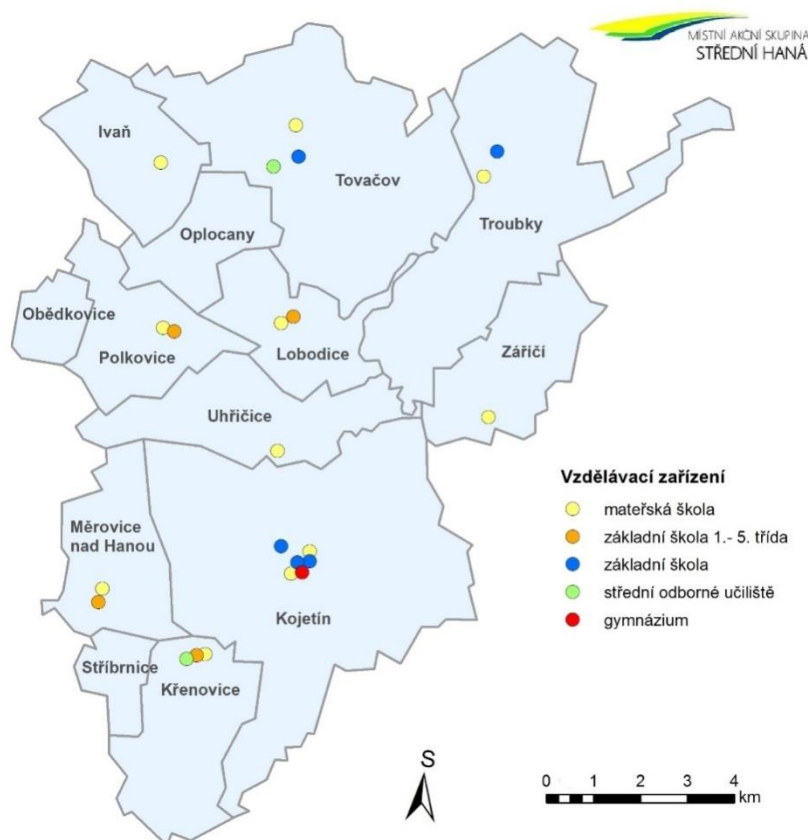 MÍSTNÍ AKČNÍ SKUPINA
STŘEDNÍ HANÁ
Ivaň
Tovačov
Troubky
Oplocany
Obědkovice
Polkovice
Lobodice
Záříčí
Uhřičice
Vzdělávací zařízení
mateřská škola
základní škola 1.- 5. třída
základní škola
střední odborné učiliště
gymnázium
Měrovice
nad Hanou
Kojetín
Stříbrnice
Křenovice
S
0 1 2 3 4
km